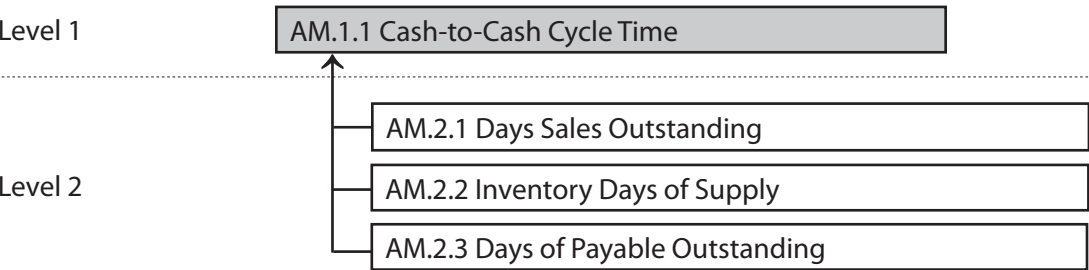 Level 1
AM.1.1 Cash-to-Cash Cycle Time
AM.2.1 Days Sales Outstanding
Level 2
AM.2.2 Inventory Days of Supply
AM.2.3 Days of Payable Outstanding